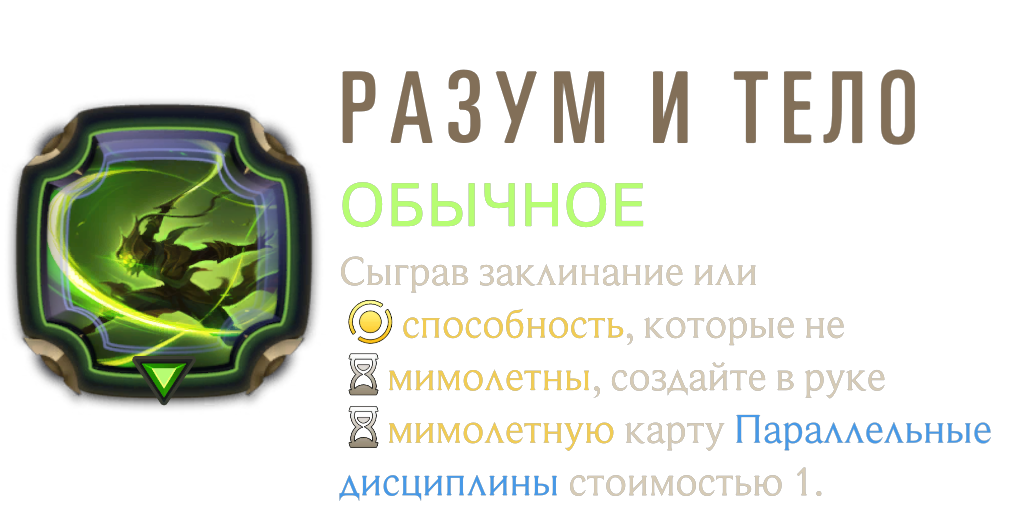 РАЗУМ И ТЕЛО
ОБЫЧНОЕ
Сыграв заклинание или
способность, которые не
мимолетны, создайте в руке
мимолетную карту Параллельные
дисциплины стоимостью 1.